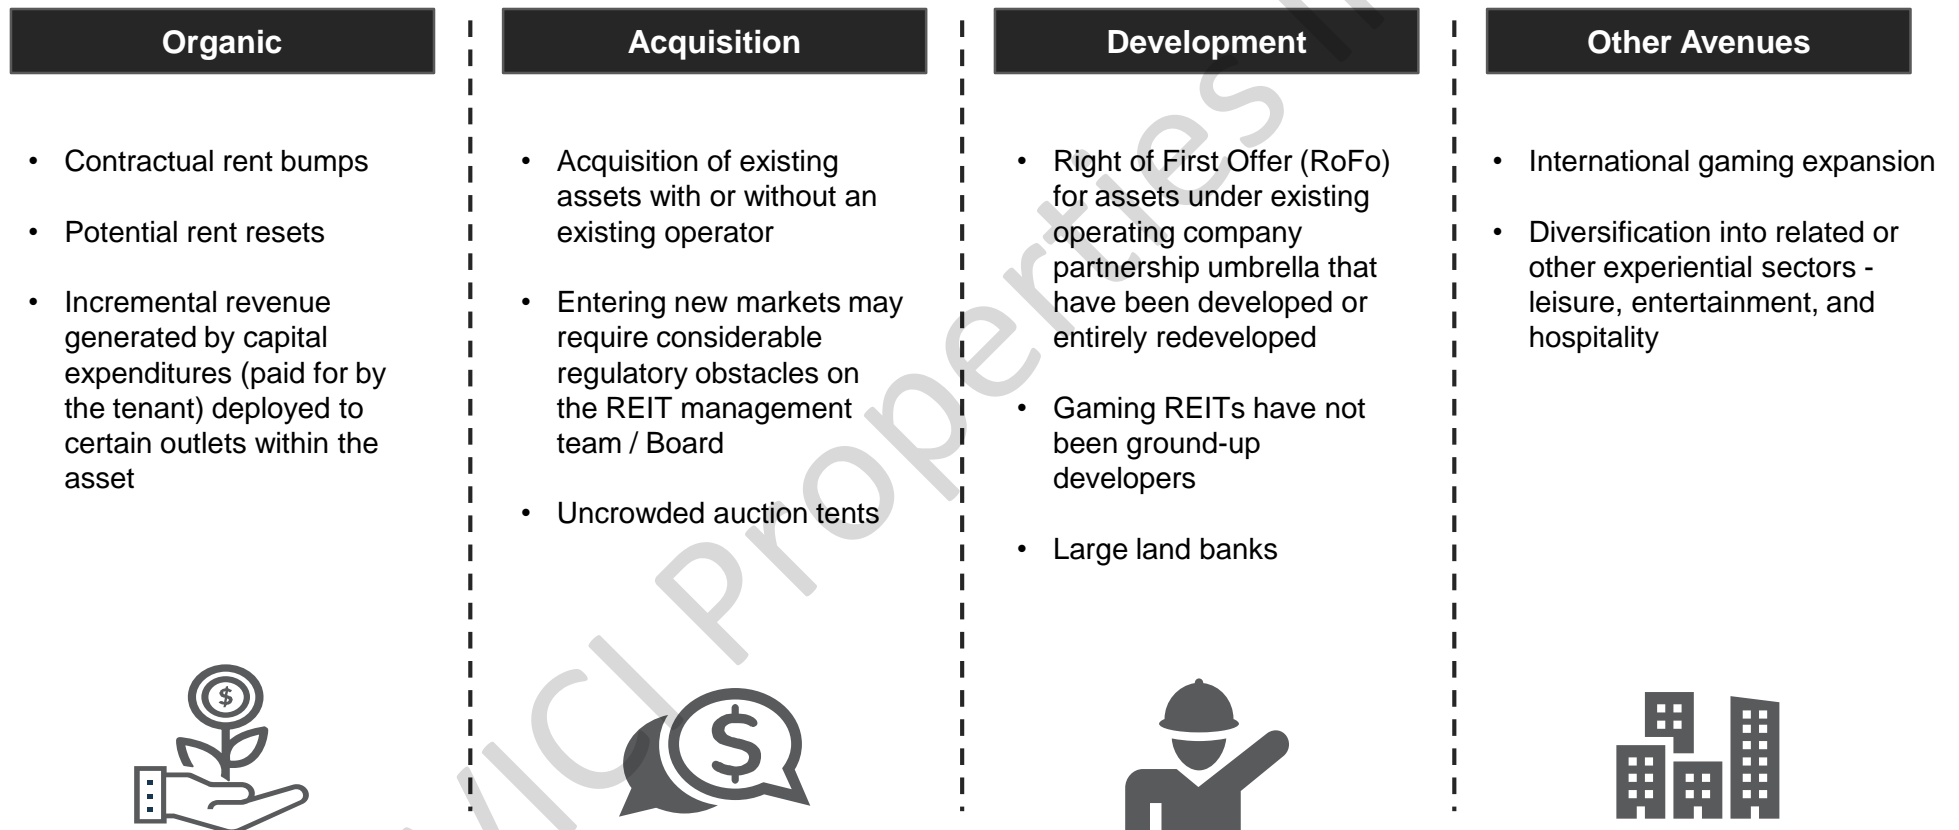 Organic
• Contractual rent bumps
• Potential rent resets
• Incremental revenue
generated by capital
expenditures (paid for by
the tenant) deployed to
certain outlets within the
asset
$
Acquisition
• Acquisition of existing
assets with or without an
existing operator
• Entering new markets may
require considerable
regulatory obstacles on
the REIT management
team / Board
• Uncrowded auction tents
$
Development
• Right of First Offer (RoFo)
for assets under existing
operating company
partnership umbrella that
have been developed or
entirely redeveloped
• Gaming REITs have not
been ground-up
developers
• Large land banks
Other Avenues
• International gaming expansion
• Diversification into related or
other experiential sectors -
leisure, entertainment, and
hospitality
VICI Properties